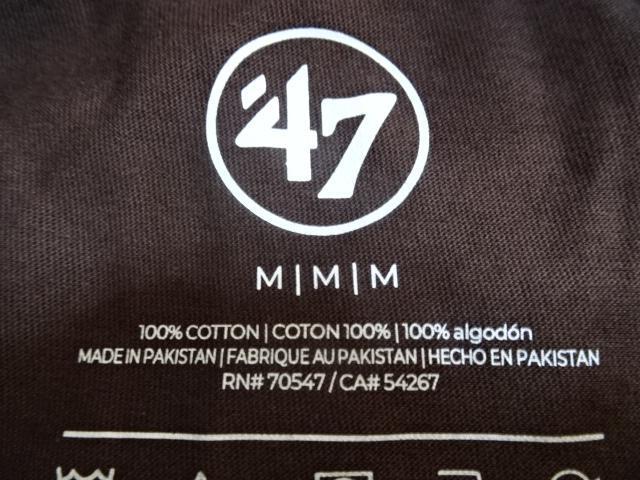 '47
M | M | M
100% COTTON | COTON 100% | 100% algodón
MADE IN PAKISTAN | FABRIQUE AU PAKISTAN | HECHO EN PAKISTAN
RN# 70547 / CA# 54267